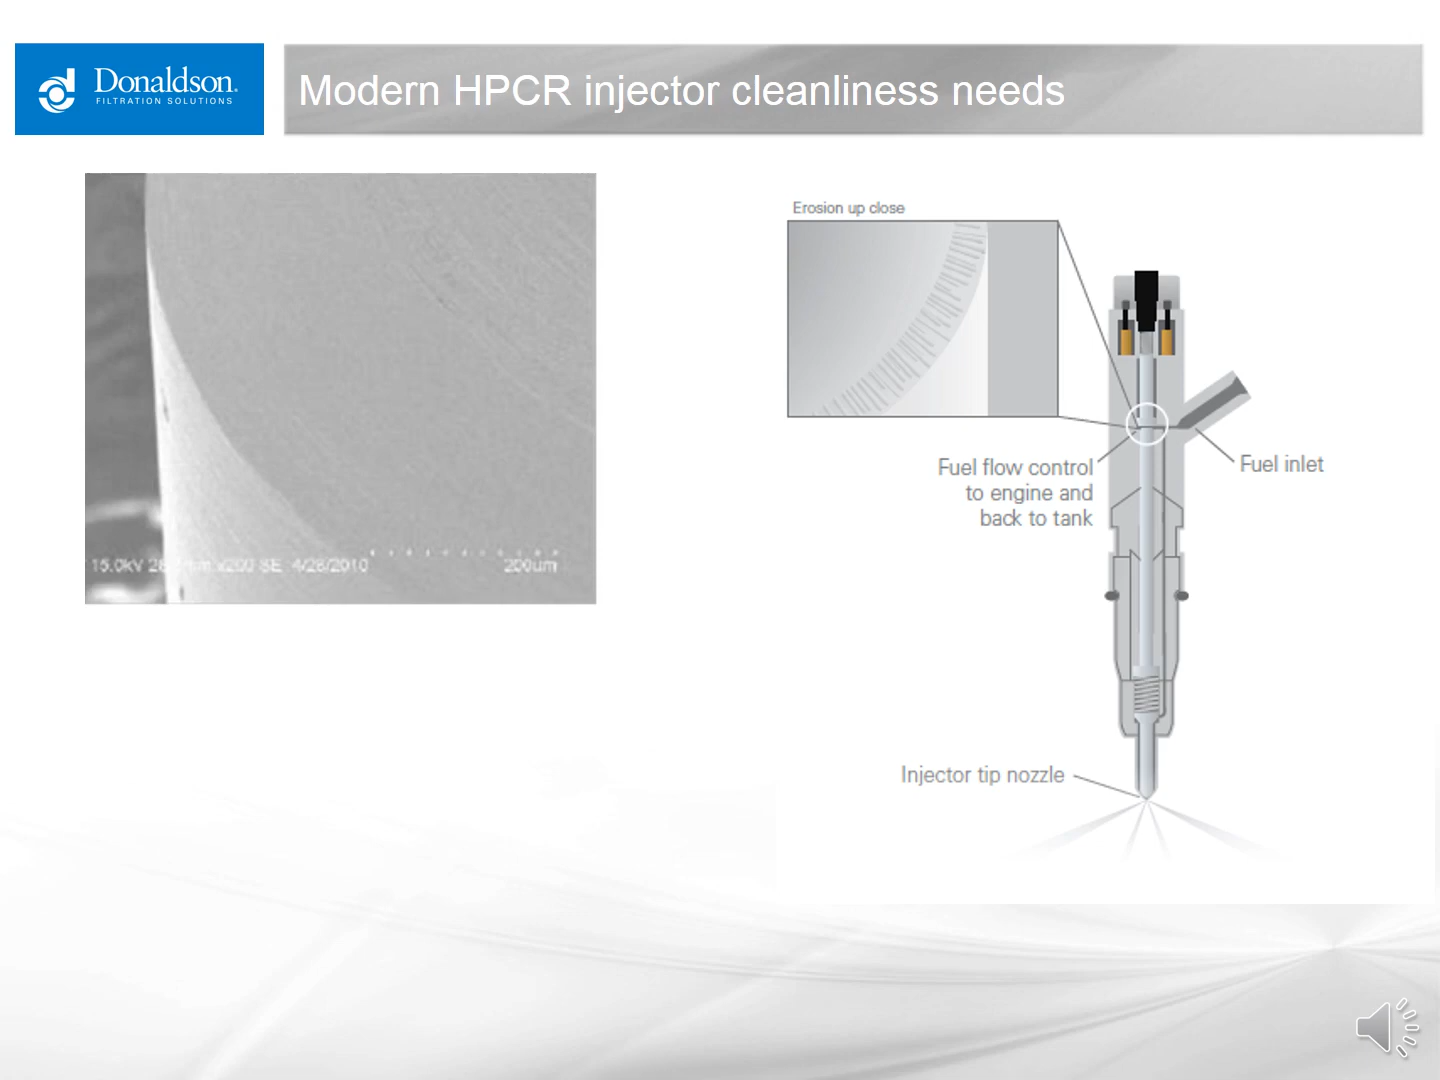 Donaldson.
FILTRATION SOLUTIONS
Modern HPCR injector cleanliness needs
15.0kV x200 SE 4/28/2010
200um
Erosion up close
Fuel flow control
to engine and
back to tank
Fuel inlet
Injector tip nozzle